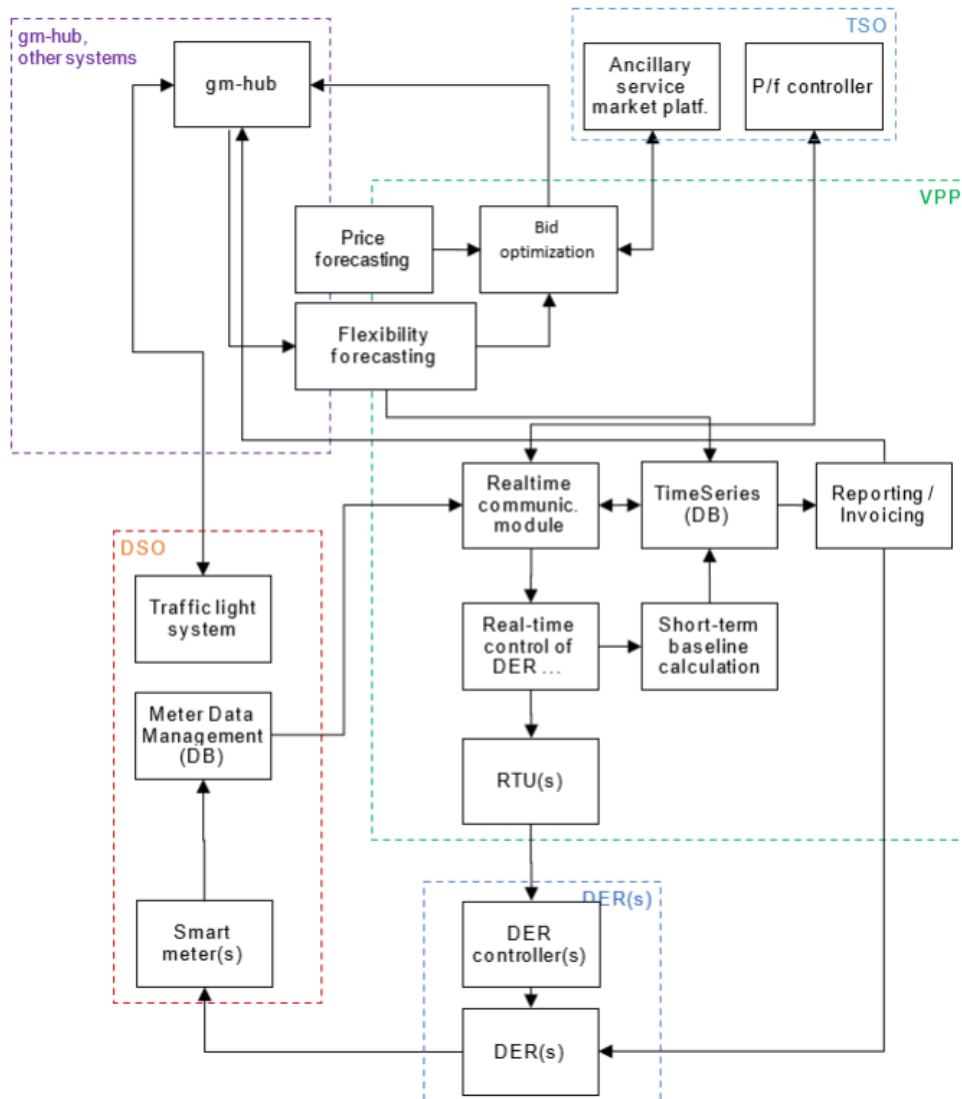 gm-hub,
other systems
gm-hub
TSO
Ancillary
service
market platf.
P/f controller
VPP
Price
forecasting
Bid
optimization
Flexibility
forecasting
Realtime
communic.
module
TimeSeries
(DB)
Reporting /
Invoicing
DSO
Traffic light
system
Real-time
control of
DER ...
Short-term
baseline
calculation
Meter Data
Management
(DB)
RTU(s)
DER(s)
Smart
meter(s)
DER
controller(s)
DER(s)